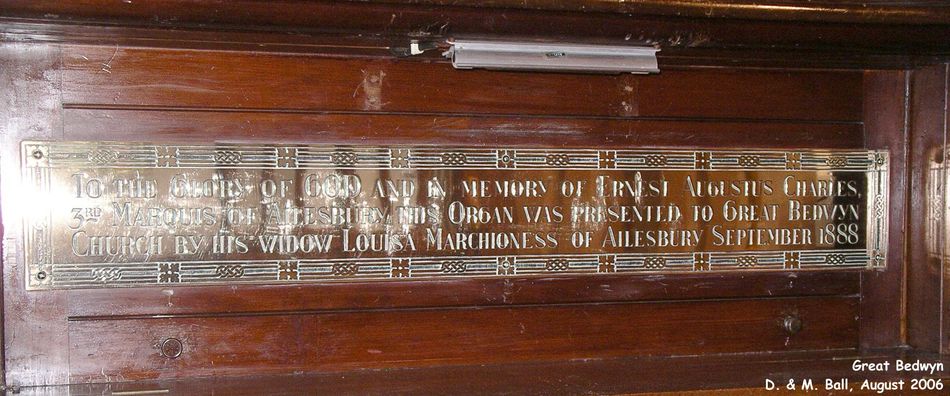 To the Glory of GOD and in memory of Ernest Augustus Charles,
3RD Marquis of Ailesbury, this Organ was presented to Great Bedwyn
Church by his widow Louisa Marchioness of Ailesbury September 1888
Great Bedwyn
D. & M. Ball, August 2006